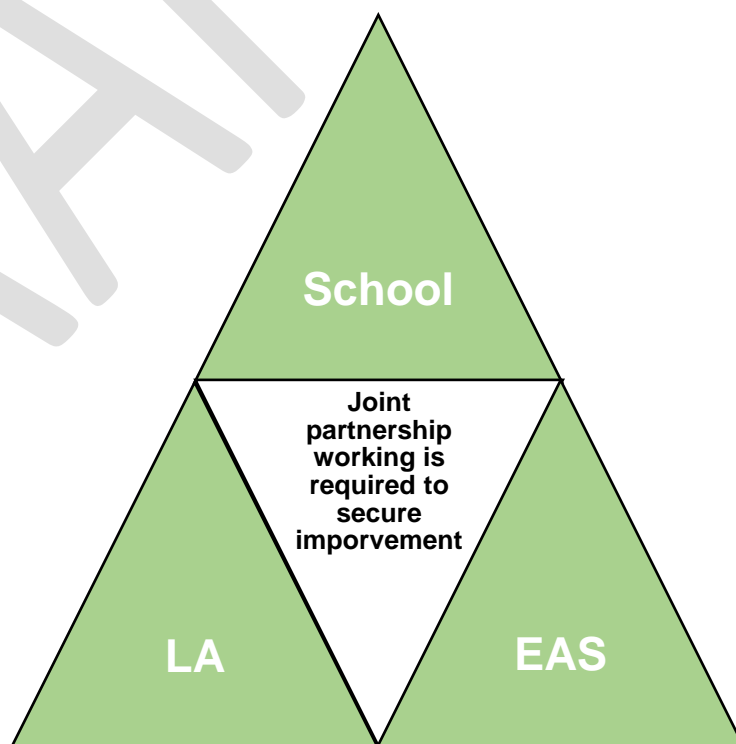 School
Joint
partnership
working is
required to
secure
imporvement
LA
EAS